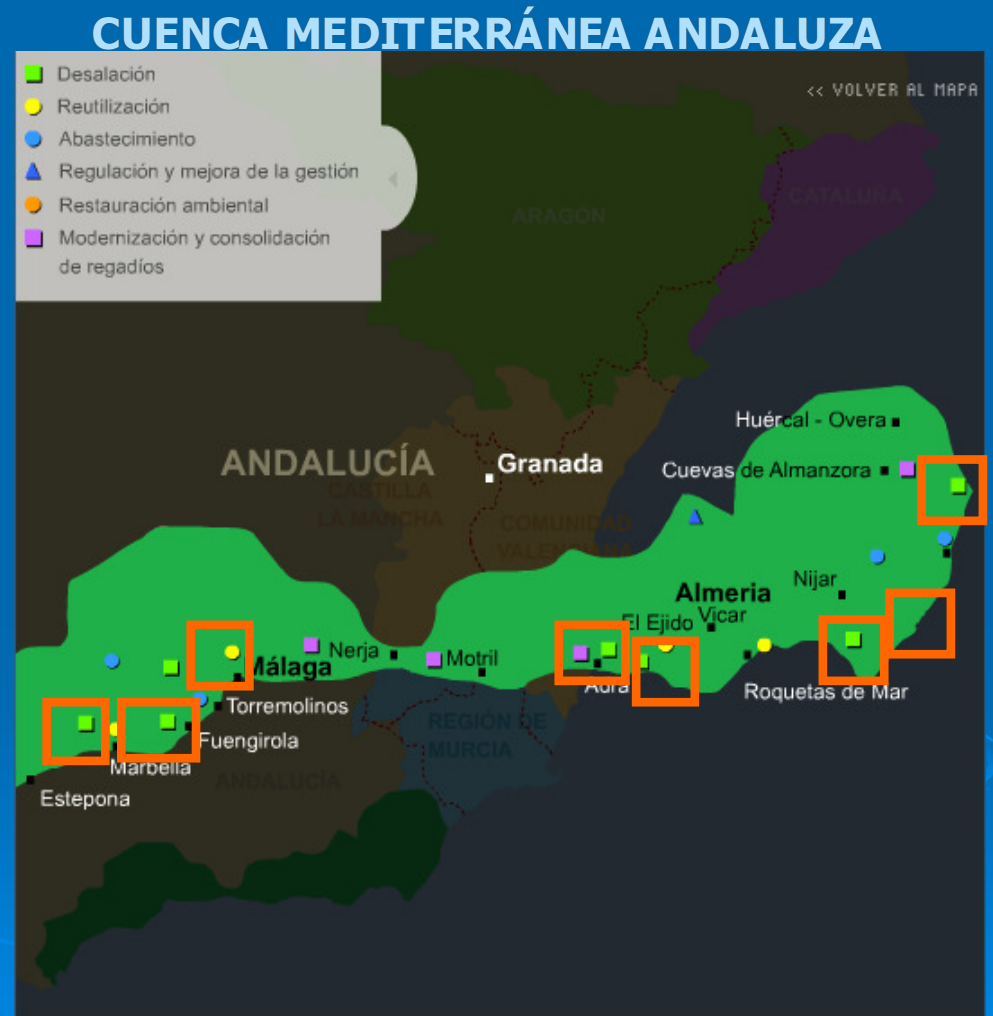 CUENCA MEDITERRÁNEA ANDALUZA
Desalación
Reutilización
Abastecimiento
Regulación y mejora de la gestión
Restauración ambiental
Modernización y consolidación
de regadíos
<< VOLVER AL MAPA
CATALUÑA
ARAGÓN
Huércal - Overa
ANDALUCÍA
Granada
Cuevas de Almanzora
CASTILLA
LA MANCHA
COMUNIDAD
VALENCIANA
Nijar
Almeria
El Ejido
Vicar
Nerja
Motril
Málaga
Adra
Roquetas de Mar
Torremolinos
REGIÓN DE
MURCIA
Fuengirola
Marbella
ANDALUCÍA
Estepona